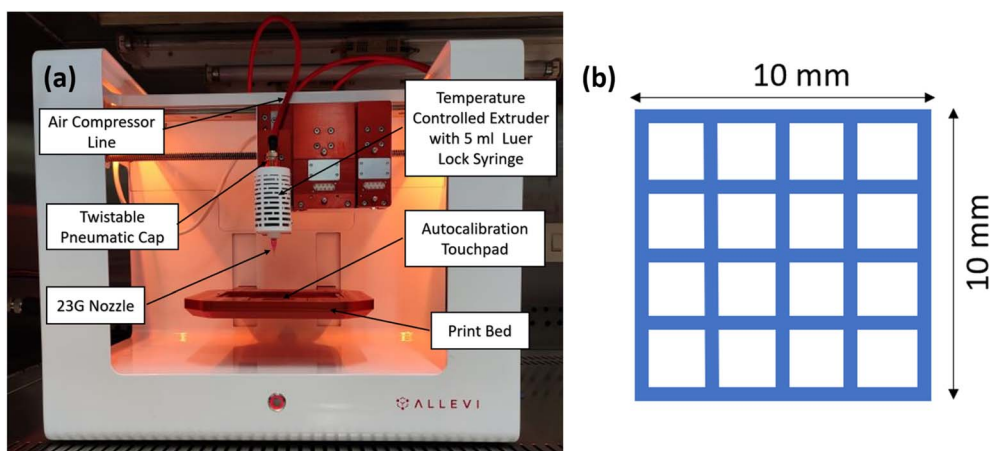 (a)
Air Compressor
Line
Temperature
Controlled Extruder
with 5 ml Luer
Lock Syringe
Twistable
Pneumatic Cap
Autocalibration
Touchpad
23G Nozzle
Print Bed
ALLEVI
(b)
10 mm
10 mm